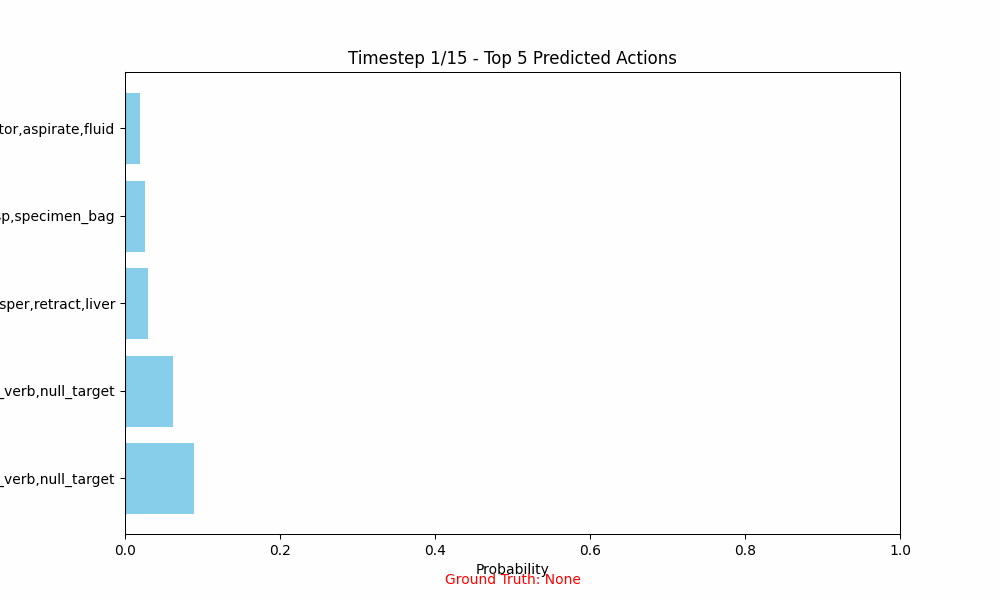 Timestep 1/15 - Top 5 Predicted Actions
tor,aspirate,fluid
sp,specimen_bag
sper,retract,liver
_verb,null_target
_verb,null_target
0.0 0.2 0.4 0.6 0.8 1.0
Probability
Ground Truth: None